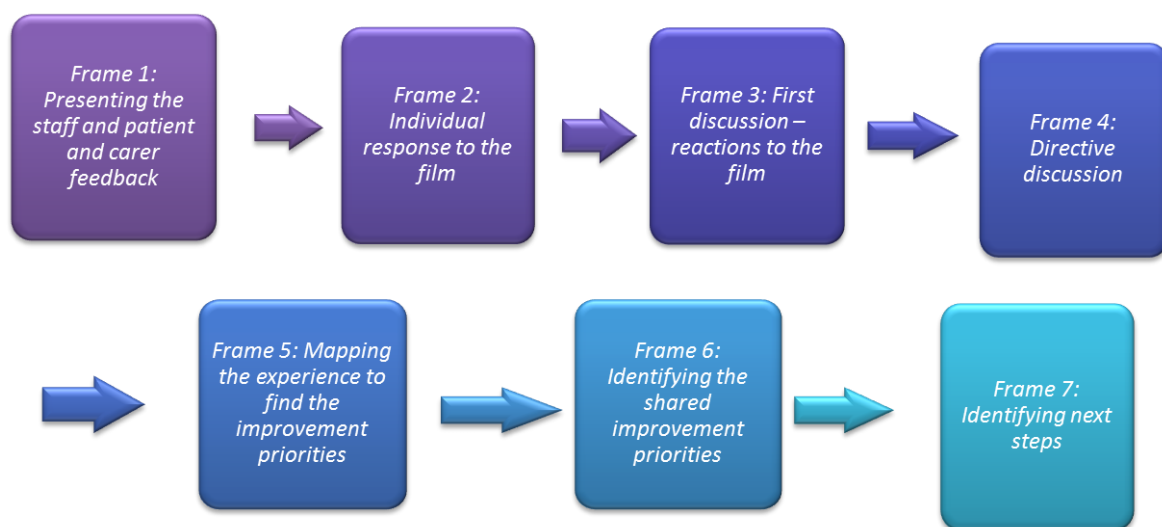 Frame 1:
Presenting the
staff and patient
and carer
feedback
Frame 2:
Individual
response to the
film
Frame 3: First
discussion –
reactions to the
film
Frame 4:
Directive
discussion
Frame 5: Mapping
the experience to
find the
improvement
priorities
Frame 6:
Identifying the
shared
improvement
priorities
Frame 7:
Identifying next
steps